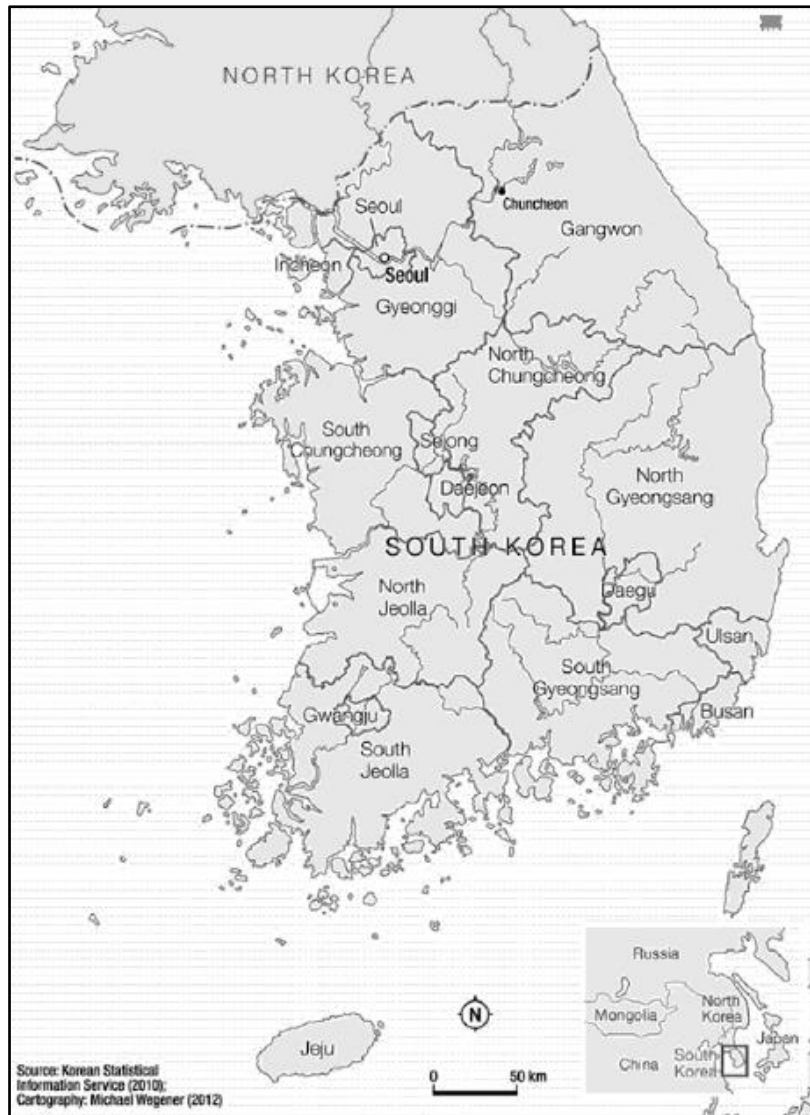 NORTH KOREA
Chuncheon
Seoul
Gangwon
Incheon
Seoul
Gyeonggi
North
Chungcheong
South
Chungcheong
Sejong
North
Gyeongsang
Daejeon
SOUTH KOREA
North
Jeolla
Daegu
Ulsan
South
Gyeongsang
Busan
Gwangju
South
Jeolla
Russia
Mongolia
North
Korea
Japan
China
South
Korea
N
Jeju
0 50 km
Source: Korean Statistical
Information Service (2010);
Cartography: Michael Wegener (2012)